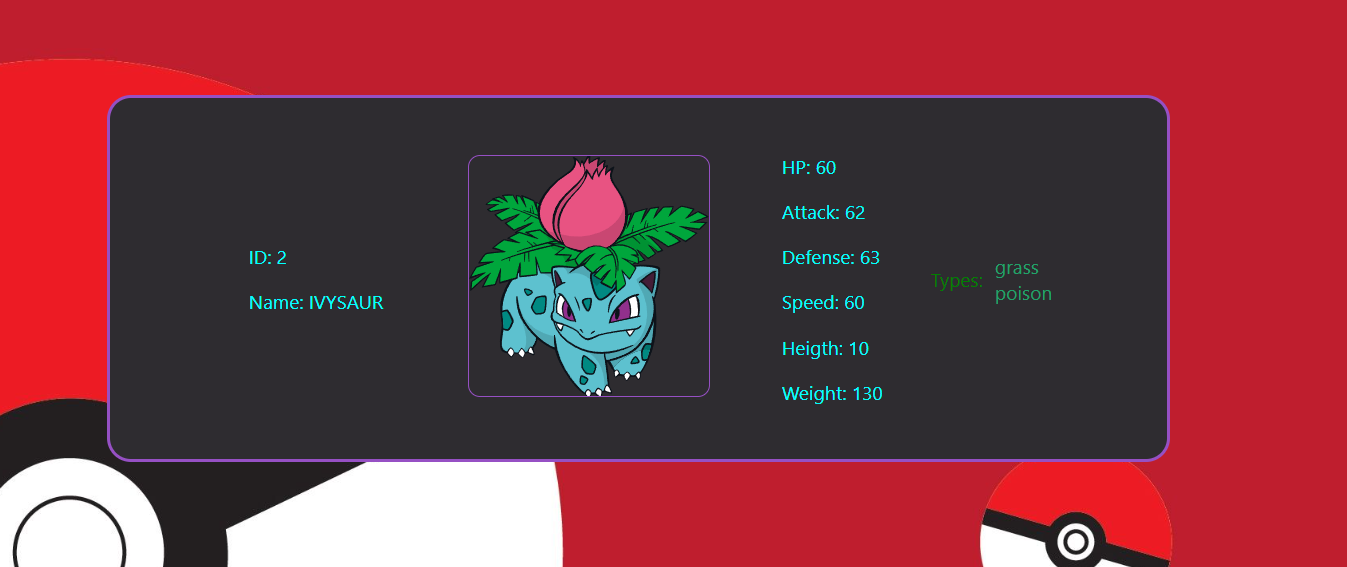 ID: 2
Name: IVYSAUR
HP: 60
Attack: 62
Defense: 63
Speed: 60
Heigth: 10
Weight: 130
Types:
grass
poison